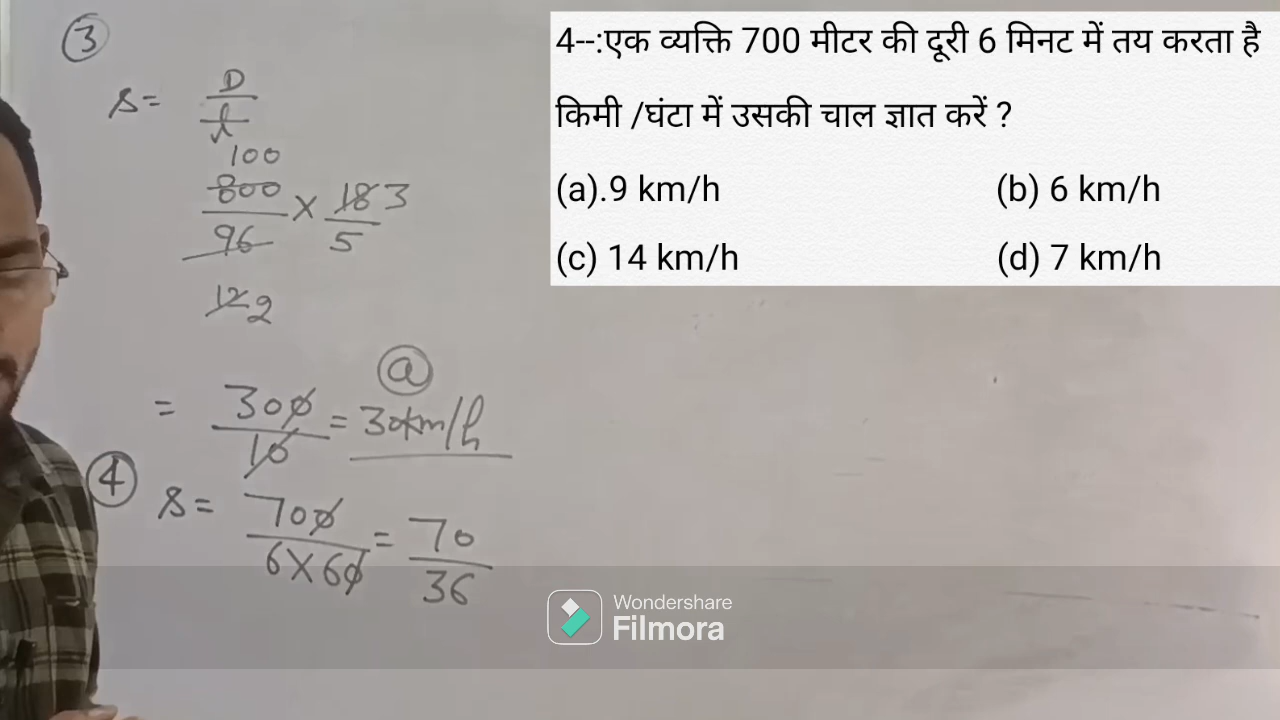 ③
S = D/t
100
800/96 × 18/5 3
12 2
= 300/10 = 30km/h
ⓐ
④ S = 700/6×60 = 70/36
4--:एक व्यक्ति 700 मीटर की दूरी 6 मिनट में तय करता है
किमी /घंटा में उसकी चाल ज्ञात करें ?
(a).9 km/h (b) 6 km/h
(c) 14 km/h (d) 7 km/h
Wondershare
Filmora